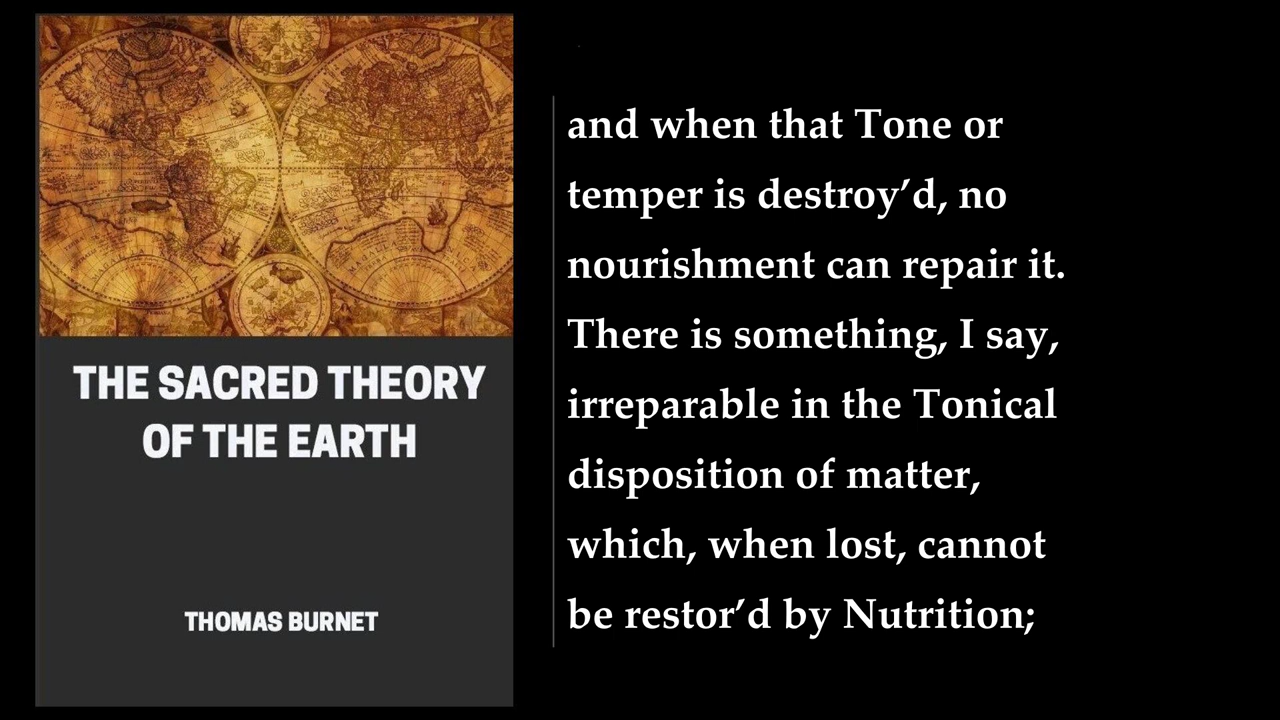 THE SACRED THEORY
OF THE EARTH
THOMAS BURNET
and when that Tone or
temper is destroy’d, no
nourishment can repair it.
There is something, I say,
irreparable in the Tonical
disposition of matter,
which, when lost, cannot
be restor’d by Nutrition;